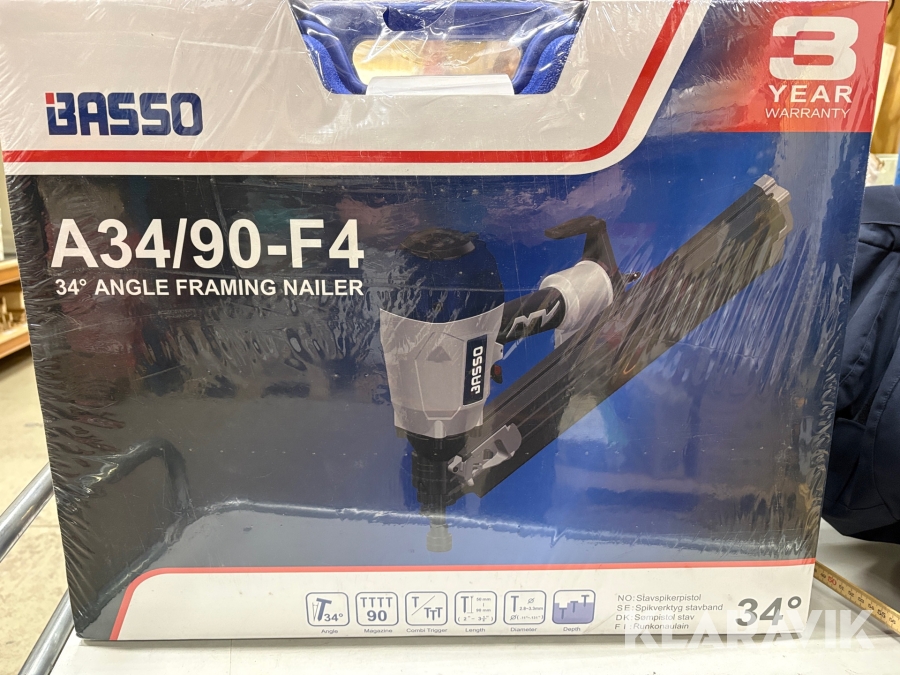 BASSO
3
YEAR
WARRANTY
A34/90-F4
34° ANGLE FRAMING NAILER
BASSO
34°
Angle
90
Magazine
Combi Trigger
Length
Diameter
Depth
NO: Stavspikerpistol
SE: Spikverktyg stavband
DK: Sømpistol stav
FI: Runkonaulain
34°
KLARAVIK